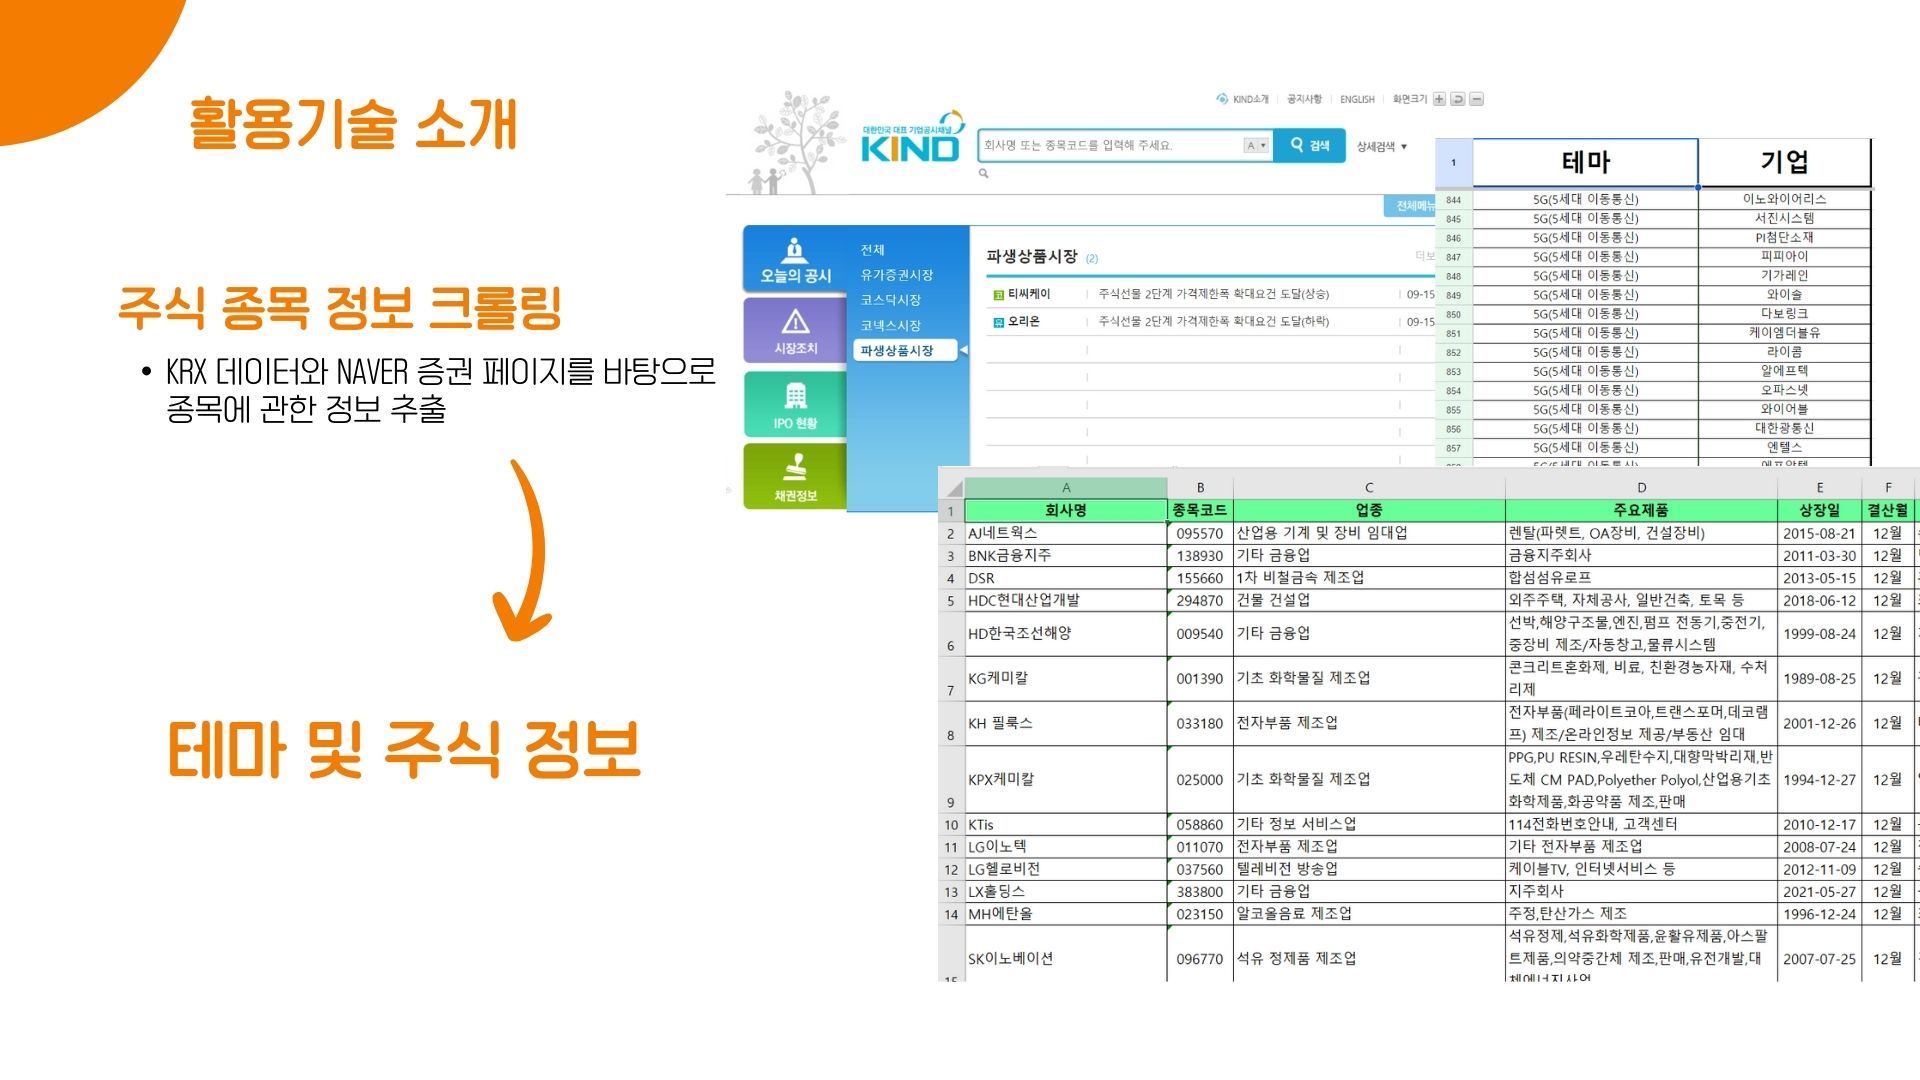 활용기술 소개
주식 종목 정보 크롤링
• KRX 데이터와 NAVER 증권 페이지를 바탕으로
종목에 관한 정보 추출
테마 및 주식 정보
KIND소개 공지사항 ENGLISH 화면크기
대한민국 대표 기업공시채널
KIND
회사명 또는 종목코드를 입력해 주세요. A 검색 상세검색
전체메뉴
오늘의 공시
시장조치
IPO 현황
채권정보
전체
유가증권시장
코스닥시장
코넥스시장
파생상품시장
파생상품시장 (2) 더보
코 티씨케이 주식선물 2단계 가격제한폭 확대요건 도달(상승) 09-15
유 오리온 주식선물 2단계 가격제한폭 확대요건 도달(하락) 09-15
1 테마 기업
844 5G(5세대 이동통신) 이노와이어리스
845 5G(5세대 이동통신) 서진시스템
846 5G(5세대 이동통신) PI첨단소재
847 5G(5세대 이동통신) 피피아이
848 5G(5세대 이동통신) 기가레인
849 5G(5세대 이동통신) 와이솔
850 5G(5세대 이동통신) 다보링크
851 5G(5세대 이동통신) 케이엠더블유
852 5G(5세대 이동통신) 라이콤
853 5G(5세대 이동통신) 알에프텍
854 5G(5세대 이동통신) 오파스넷
855 5G(5세대 이동통신) 와이어블
856 5G(5세대 이동통신) 대한광통신
857 5G(5세대 이동통신) 엔텔스
A B C D E F
1 회사명 종목코드 업종 주요제품 상장일 결산월
2 AJ네트웍스 095570 산업용 기계 및 장비 임대업 렌탈(파렛트, OA장비, 건설장비) 2015-08-21 12월
3 BNK금융지주 138930 기타 금융업 금융지주회사 2011-03-30 12월
4 DSR 155660 1차 비철금속 제조업 합섬섬유로프 2013-05-15 12월
5 HDC현대산업개발 294870 건물 건설업 외주주택, 자체공사, 일반건축, 토목 등 2018-06-12 12월
6 HD한국조선해양 009540 기타 금융업 선박,해양구조물,엔진,펌프 전동기,중전기,
중장비 제조/자동창고,물류시스템 1999-08-24 12월
7 KG케미칼 001390 기초 화학물질 제조업 콘크리트혼화제, 비료, 친환경농자재, 수처
리제 1989-08-25 12월
8 KH 필룩스 033180 전자부품 제조업 전자부품(페라이트코아,트랜스포머,데코램
프) 제조/온라인정보 제공/부동산 임대 2001-12-26 12월
9 KPX케미칼 025000 기초 화학물질 제조업 PPG,PU RESIN,우레탄수지,대향막박리재,반
도체 CM PAD,Polyether Polyol,산업용기초
화학제품,화공약품 제조,판매 1994-12-27 12월
10 KTis 058860 기타 정보 서비스업 114전화번호안내, 고객센터 2010-12-17 12월
11 LG이노텍 011070 전자부품 제조업 기타 전자부품 제조업 2008-07-24 12월
12 LG헬로비전 037560 텔레비전 방송업 케이블TV, 인터넷서비스 등 2012-11-09 12월
13 LX홀딩스 383800 기타 금융업 지주회사 2021-05-27 12월
14 MH에탄올 023150 알코올음료 제조업 주정,탄산가스 제조 1996-12-24 12월
SK이노베이션 096770 석유 정제품 제조업 석유정제,석유화학제품,윤활유제품,아스팔
트제품,의약중간체 제조,판매,유전개발,대 2007-07-25 12월